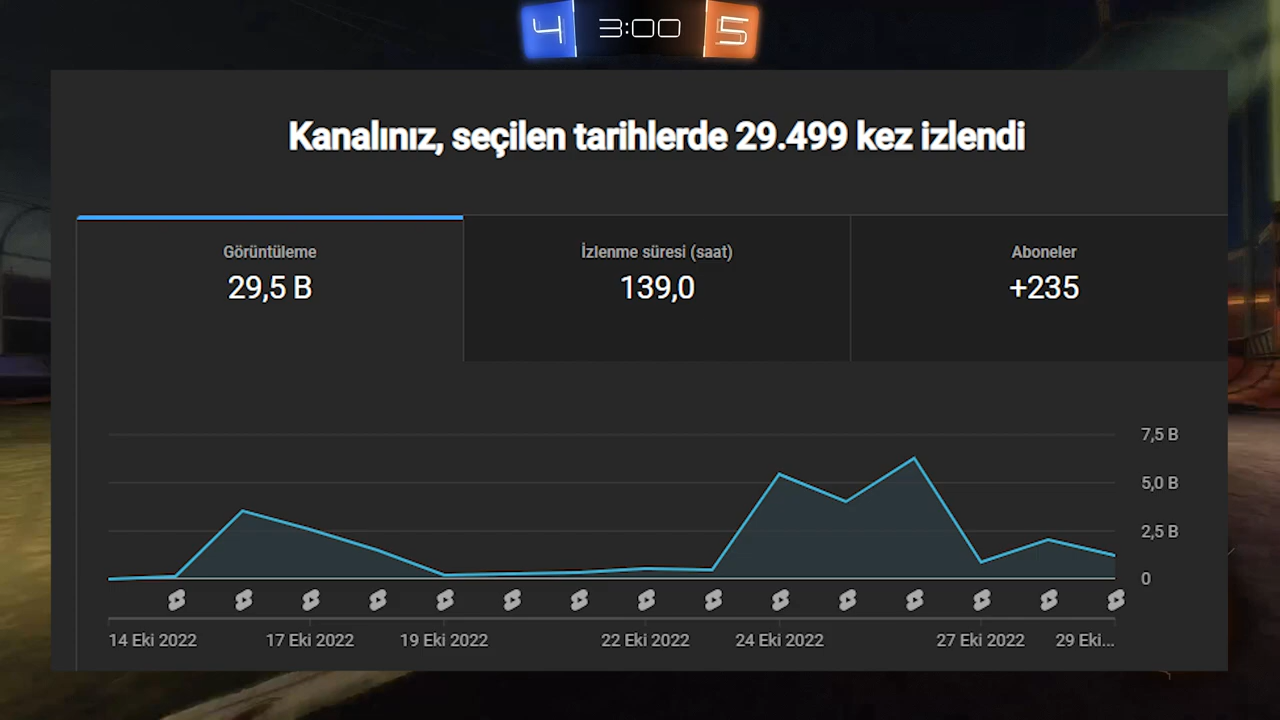 4 3:00 5
Kanalınız, seçilen tarihlerde 29.499 kez izlendi
Görüntüleme
29,5 B
İzlenme süresi (saat)
139,0
Aboneler
+235
7,5 B
5,0 B
2,5 B
0
14 Eki 2022 17 Eki 2022 19 Eki 2022 22 Eki 2022 24 Eki 2022 27 Eki 2022 29 Eki...